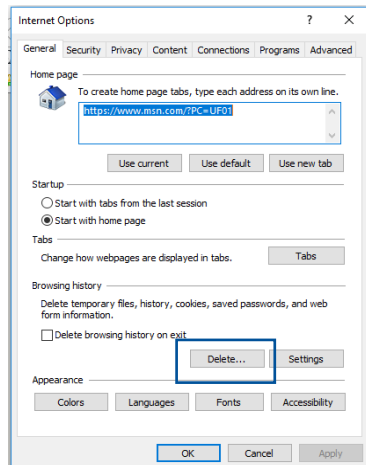 Internet Options ? X
General Security Privacy Content Connections Programs Advanced
Home page
To create home page tabs, type each address on its own line.
https://www.msn.com/?PC=UF01
Use current Use default Use new tab
Startup
Start with tabs from the last session
Start with home page
Tabs
Change how webpages are displayed in tabs. Tabs
Browsing history
Delete temporary files, history, cookies, saved passwords, and web
form information.
Delete browsing history on exit
Delete... Settings
Appearance
Colors Languages Fonts Accessibility
OK Cancel Apply